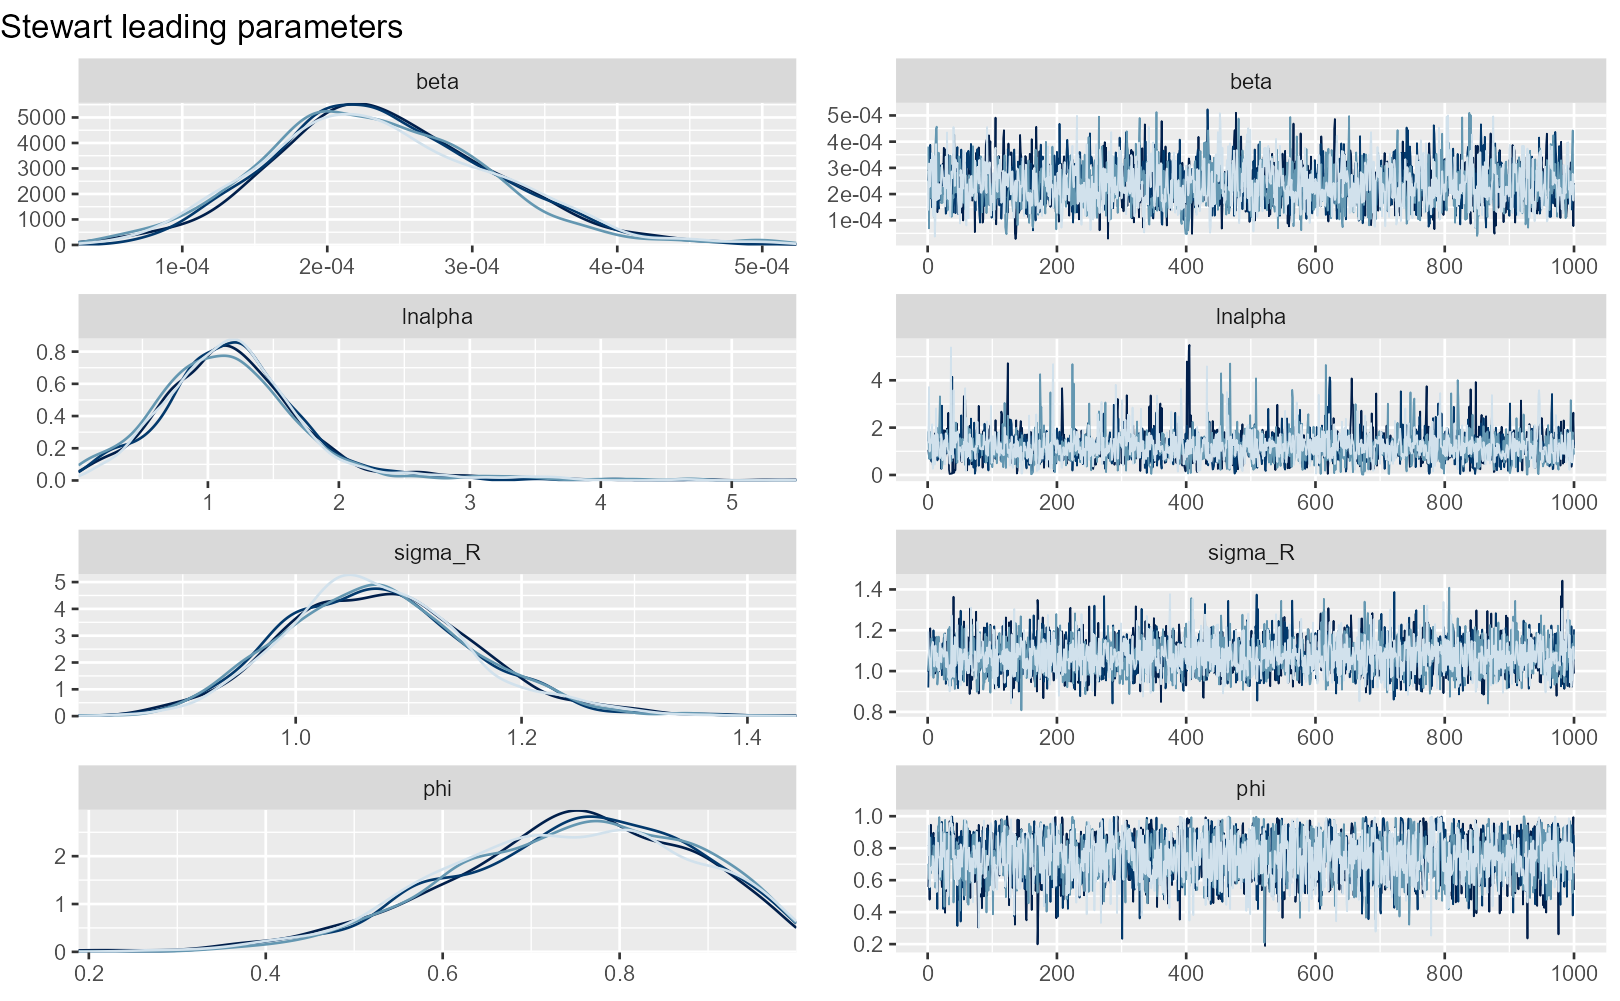 Stewart leading parameters
beta
5000
4000
3000
2000
1000
0
1e-04 2e-04 3e-04 4e-04 5e-04
beta
5e-04
4e-04
3e-04
2e-04
1e-04
0 200 400 600 800 1000
lnalpha
0.8
0.6
0.4
0.2
0.0
1 2 3 4 5
lnalpha
4
2
0
0 200 400 600 800 1000
sigma_R
5
4
3
2
1
0
1.0 1.2 1.4
sigma_R
1.4
1.2
1.0
0.8
0 200 400 600 800 1000
phi
2
1
0
0.2 0.4 0.6 0.8
phi
1.0
0.8
0.6
0.4
0.2
0 200 400 600 800 1000